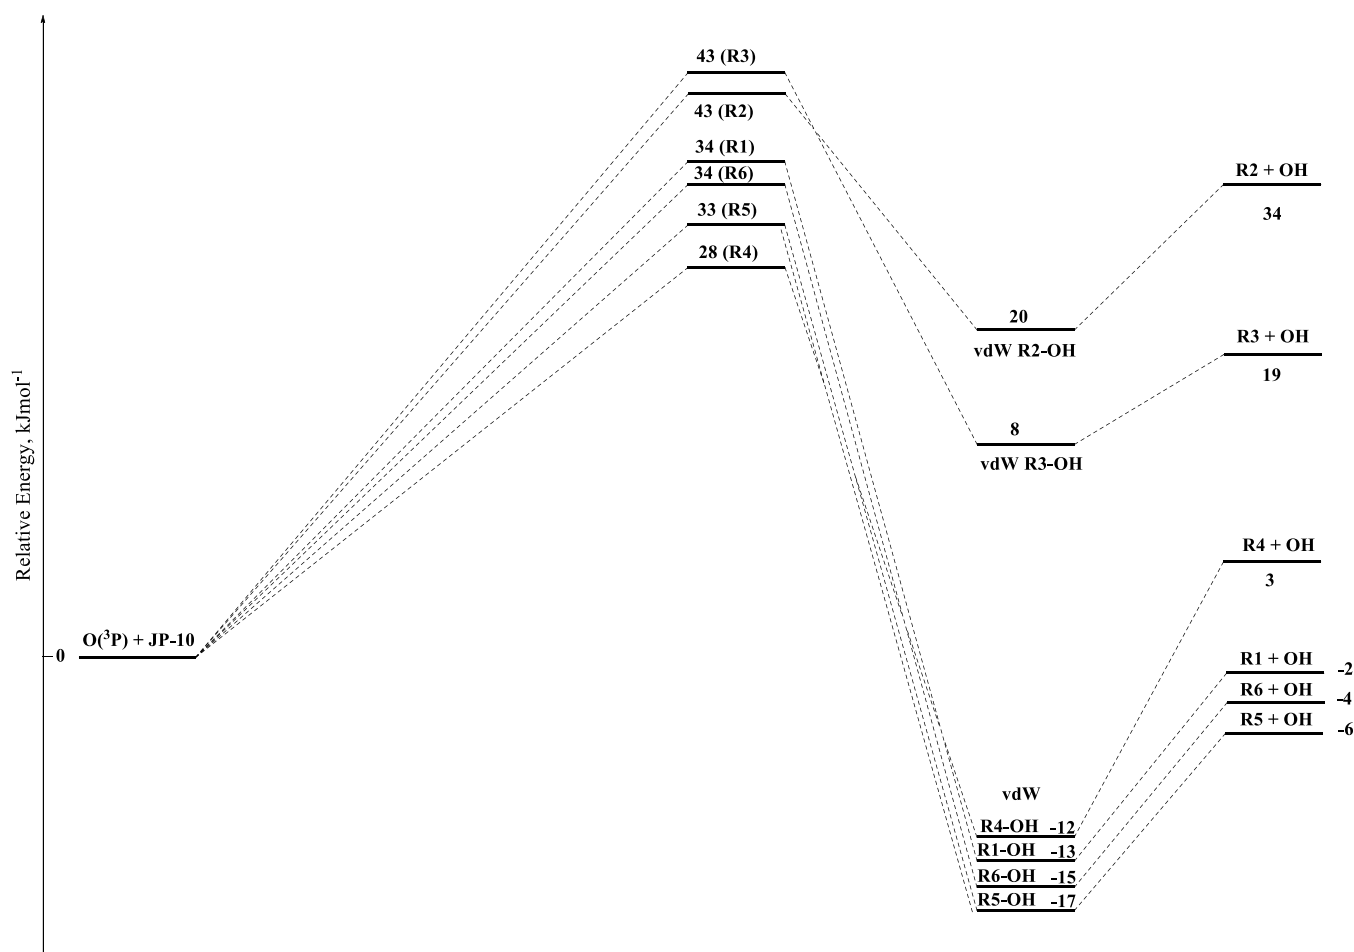 43 (R3)
43 (R2)
34 (R1)
34 (R6)
33 (R5)
28 (R4)
R2 + OH
34
20
vdW R2-OH
R3 + OH
19
8
vdW R3-OH
Relative Energy, kJmol⁻¹
R4 + OH
3
O(³P) + JP-10
0
R1 + OH -2
R6 + OH -4
R5 + OH -6
vdW
R4-OH -12
R1-OH -13
R6-OH -15
R5-OH -17